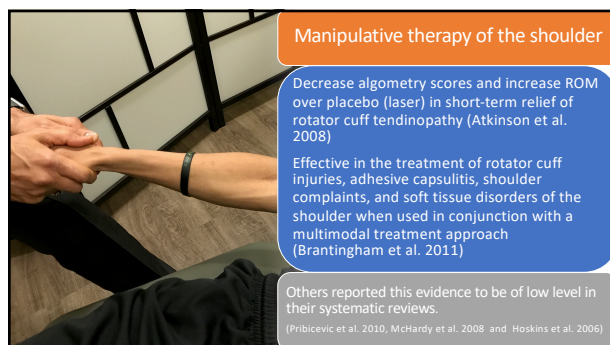 Manipulative therapy of the shoulder
Decrease algometry scores and increase ROM
over placebo (laser) in short-term relief of
rotator cuff tendinopathy (Atkinson et al.
2008)
Effective in the treatment of rotator cuff
injuries, adhesive capsulitis, shoulder
complaints, and soft tissue disorders of the
shoulder when used in conjunction with a
multimodal treatment approach
(Brantingham et al. 2011)
Others reported this evidence to be of low level in
their systematic reviews.
(Pribicevic et al. 2010, McHardy et al. 2008 and Hoskins et al. 2006)